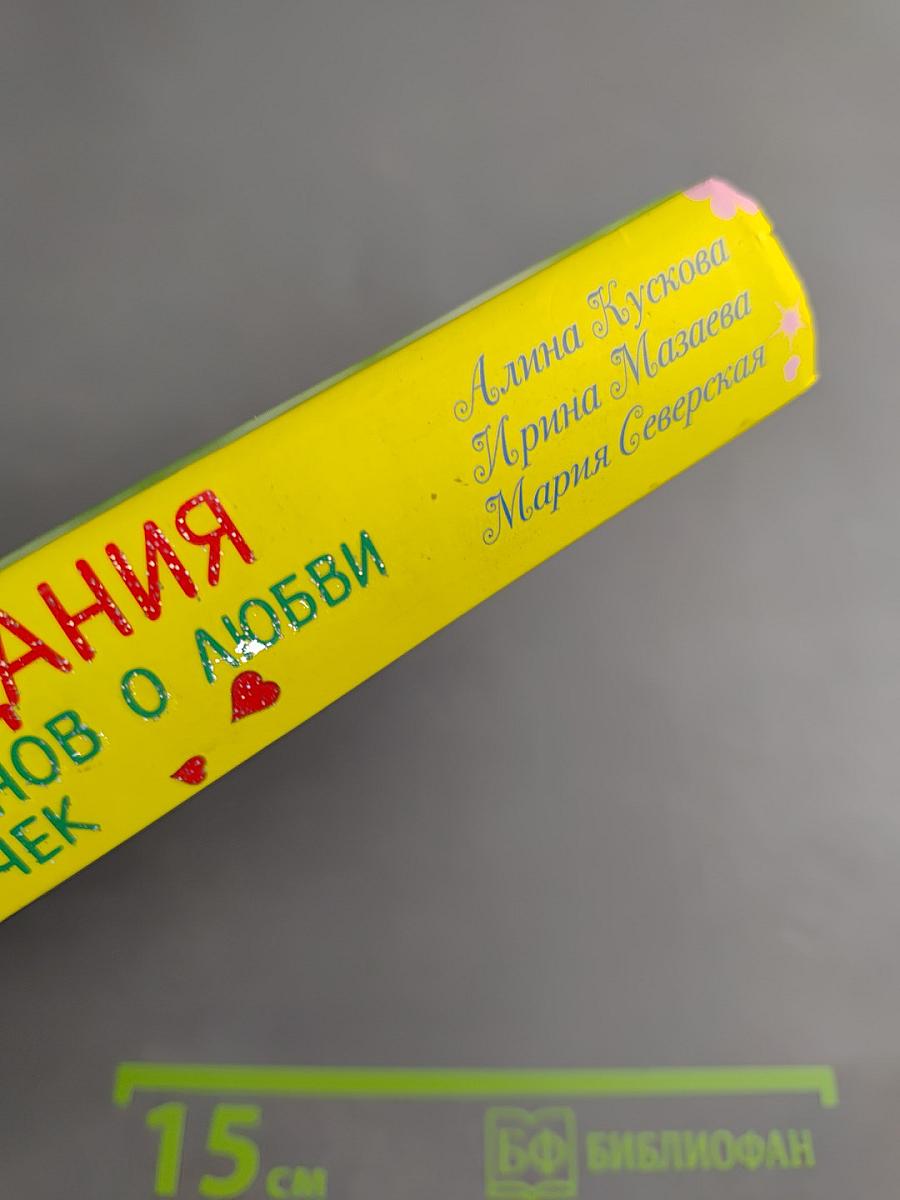 Алина Кускова
Ирина Мазаева
Мария Северская
АНИЯ
НОВ О ЛЮБВИ
ЧЕК
15 см
БФ БИБЛИОФАН